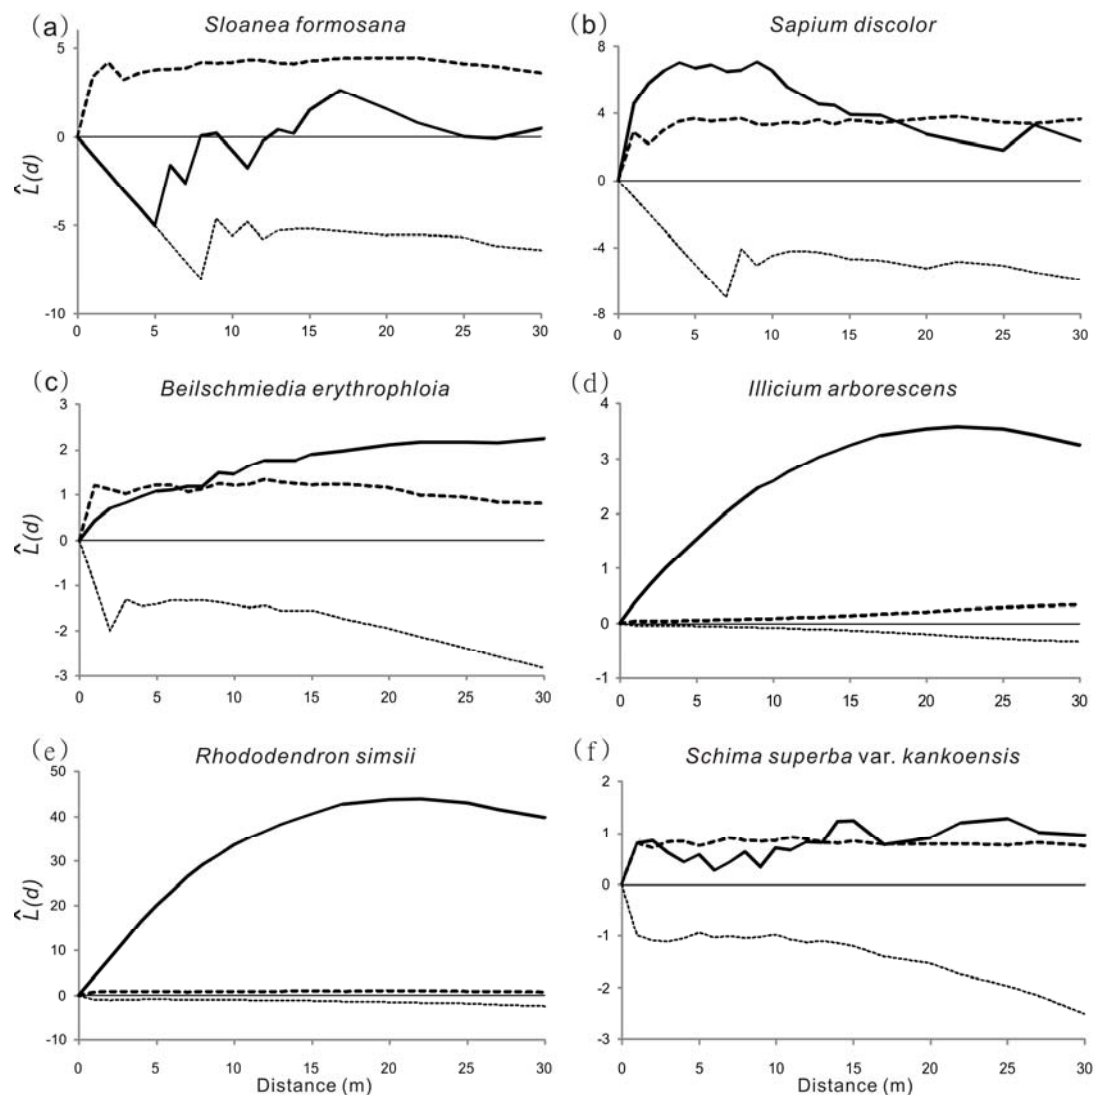 (a) Sloanea formosana
(b) Sapium discolor
5
0
-5
-10
L̂(d)
0 5 10 15 20 25 30
8
4
0
-4
-8
0 5 10 15 20 25 30
(c) Beilschmiedia erythrophloia
(d) Illicium arborescens
3
2
1
0
-1
-2
-3
L̂(d)
0 5 10 15 20 25 30
4
3
2
1
0
-1
0 5 10 15 20 25 30
(e) Rhododendron simsii
(f) Schima superba var. kankoensis
50
40
30
20
10
0
-10
L̂(d)
0 5 10 15 20 25 30
Distance (m)
2
1
0
-1
-2
-3
0 5 10 15 20 25 30
Distance (m)